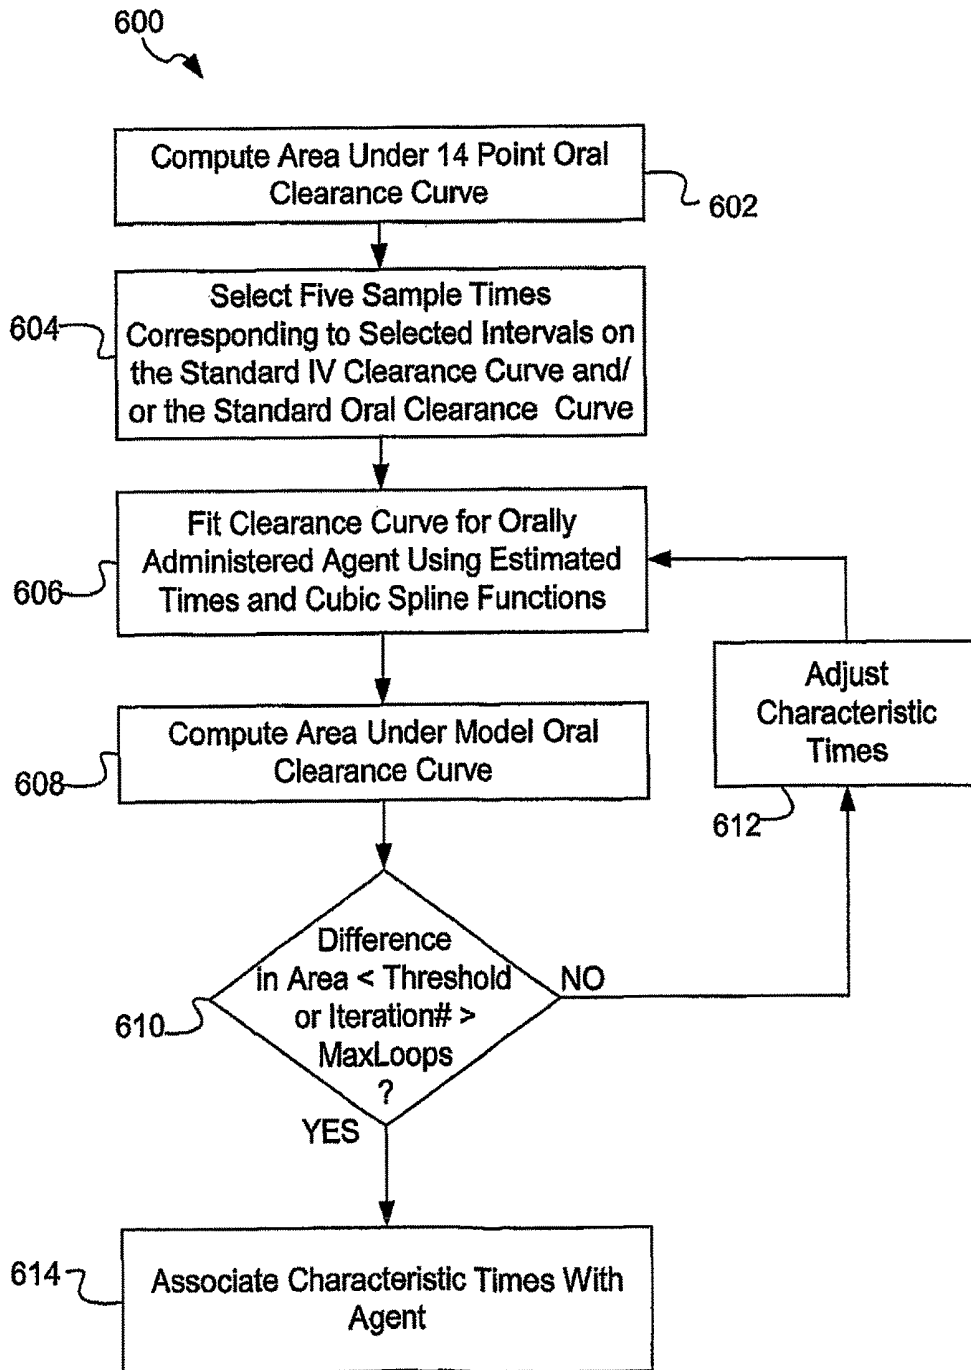 600
Compute Area Under 14 Point Oral
Clearance Curve
602
Select Five Sample Times
Corresponding to Selected Intervals on
the Standard IV Clearance Curve and/
or the Standard Oral Clearance Curve
604
Fit Clearance Curve for Orally
Administered Agent Using Estimated
Times and Cubic Spline Functions
606
Adjust
Characteristic
Times
612
Compute Area Under Model Oral
Clearance Curve
608
Difference
in Area < Threshold
or Iteration# >
MaxLoops
?
610
NO
YES
614
Associate Characteristic Times With
Agent